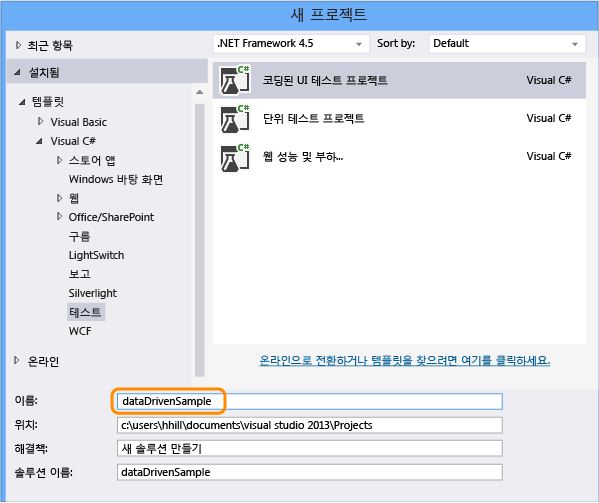 새 프로젝트
최근 항목
.NET Framework 4.5
Sort by:
Default
설치됨
템플릿
Visual Basic
Visual C#
스토어 앱
Windows 바탕 화면
웹
Office/SharePoint
구름
LightSwitch
보고
Silverlight
테스트
WCF
온라인
C# 코딩된 UI 테스트 프로젝트 Visual C#
C# 단위 테스트 프로젝트 Visual C#
C# 웹 성능 및 부하... Visual C#
온라인으로 전환하거나 템플릿을 찾으려면 여기를 클릭하세요.
이름: dataDrivenSample
위치: c:\users\hhill\documents\visual studio 2013\Projects
해결책: 새 솔루션 만들기
솔루션 이름: dataDrivenSample